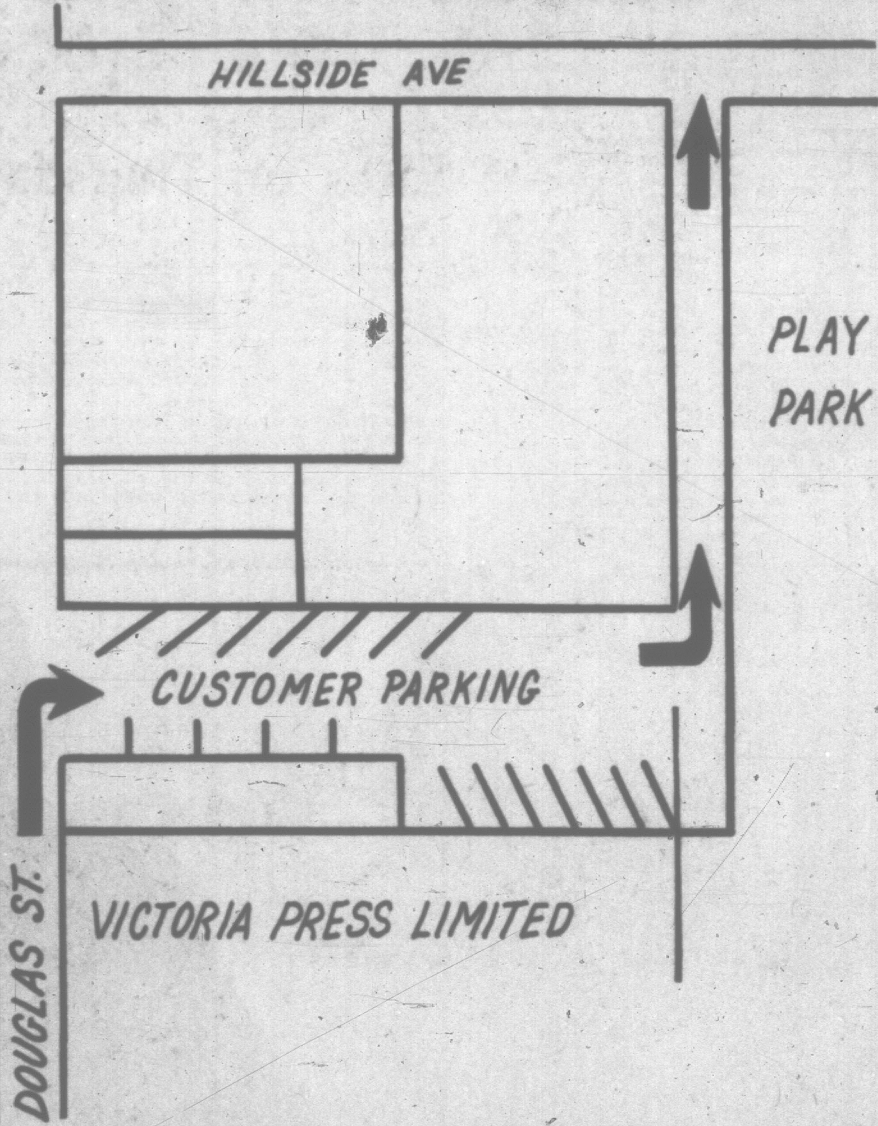 HILLSIDE AVE
PLAY
PARK
CUSTOMER PARKING
VICTORIA PRESS LIMITED
DOUGLAS ST.